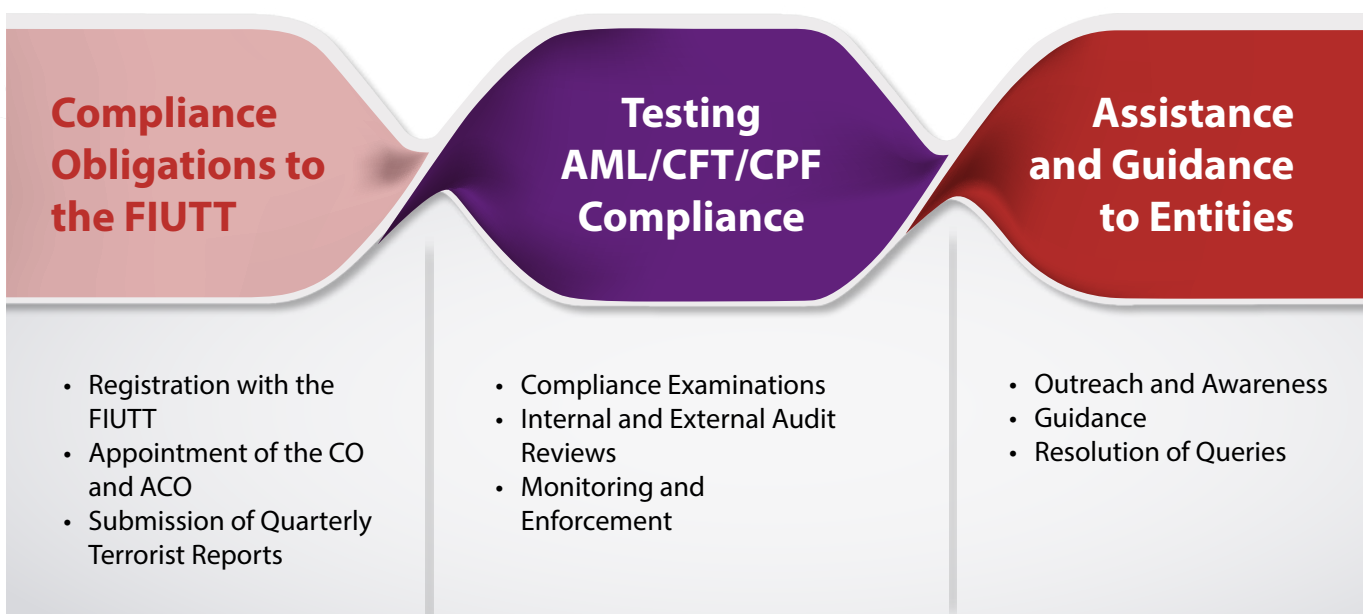 Compliance
Obligations to
the FIUTT
Testing
AML/CFT/CPF
Compliance
Assistance
and Guidance
to Entities
• Registration with the
FIUTT
• Appointment of the CO
and ACO
• Submission of Quarterly
Terrorist Reports
• Compliance Examinations
• Internal and External Audit
Reviews
• Monitoring and
Enforcement
• Outreach and Awareness
• Guidance
• Resolution of Queries